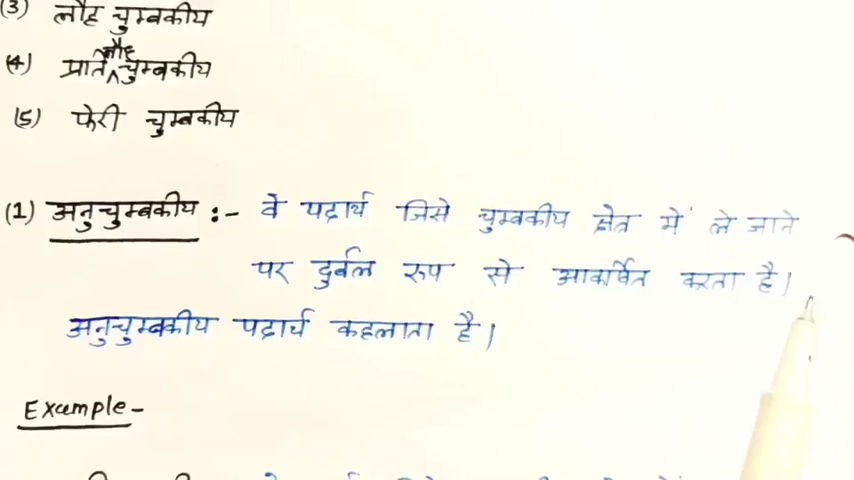 (3) लौह चुम्बकीय
(4) प्रति लौह चुम्बकीय
(5) फेरी चुम्बकीय
(1) अनुचुम्बकीय :- वे पदार्थ जिसे चुम्बकीय क्षेत्र में ले जाने
पर दुर्बल रूप से आकर्षित करता है।
अनुचुम्बकीय पदार्थ कहलाता है।
Example-